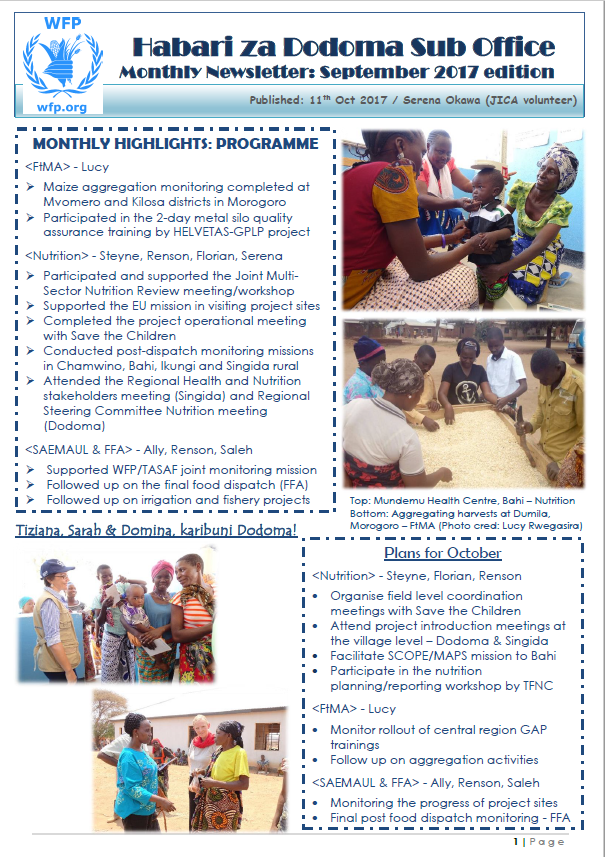 WFP
wfp.org
Habari za Dodoma Sub Office
Monthly Newsletter: September 2017 edition
Published: 11th Oct 2017 / Serena Okawa (JICA volunteer)
MONTHLY HIGHLIGHTS: PROGRAMME
<FtMA> - Lucy
➢ Maize aggregation monitoring completed at
Mvomero and Kilosa districts in Morogoro
➢ Participated in the 2-day metal silo quality
assurance training by HELVETAS-GPLP project
<Nutrition> - Steyne, Renson, Florian, Serena
➢ Participated and supported the Joint Multi-
Sector Nutrition Review meeting/workshop
➢ Supported the EU mission in visiting project sites
➢ Completed the project operational meeting
with Save the Children
➢ Conducted post-dispatch monitoring missions
in Chamwino, Bahi, Ikungi and Singida rural
➢ Attended the Regional Health and Nutrition
stakeholders meeting (Singida) and Regional
Steering Committee Nutrition meeting
(Dodoma)
<SAEMAUL & FFA> - Ally, Renson, Saleh
➢ Supported WFP/TASAF joint monitoring mission
➢ Followed up on the final food dispatch (FFA)
➢ Followed up on irrigation and fishery projects
Top: Mundemu Health Centre, Bahi – Nutrition
Bottom: Aggregating harvests at Dumila,
Morogoro – FtMA (Photo cred: Lucy Rwegasira)
Tiziana, Sarah & Domina, karibuni Dodoma!
Plans for October
<Nutrition> - Steyne, Florian, Renson
• Organise field level coordination
meetings with Save the Children
• Attend project introduction meetings at
the village level – Dodoma & Singida
• Facilitate SCOPE/MAPS mission to Bahi
• Participate in the nutrition
planning/reporting workshop by TFNC
<FtMA> - Lucy
• Monitor rollout of central region GAP
trainings
• Follow up on aggregation activities
<SAEMAUL & FFA> - Ally, Renson, Saleh
• Monitoring the progress of project sites
• Final post food dispatch monitoring - FFA
1 | Page